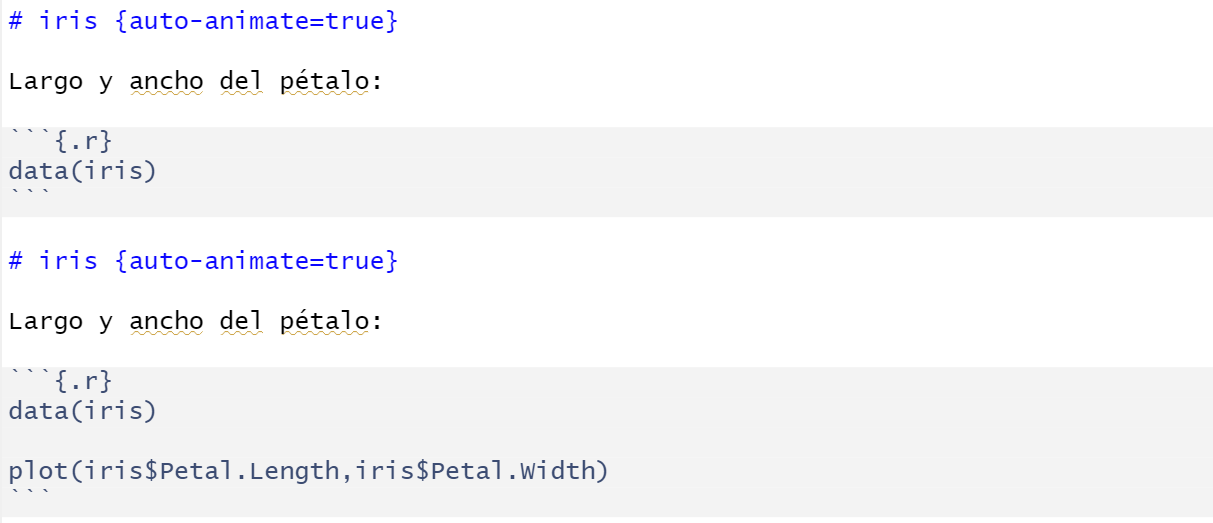 # iris {auto-animate=true}
Largo y ancho del pétalo:
```{.r}
data(iris)
```
# iris {auto-animate=true}
Largo y ancho del pétalo:
```{.r}
data(iris)
plot(iris$Petal.Length,iris$Petal.Width)
```